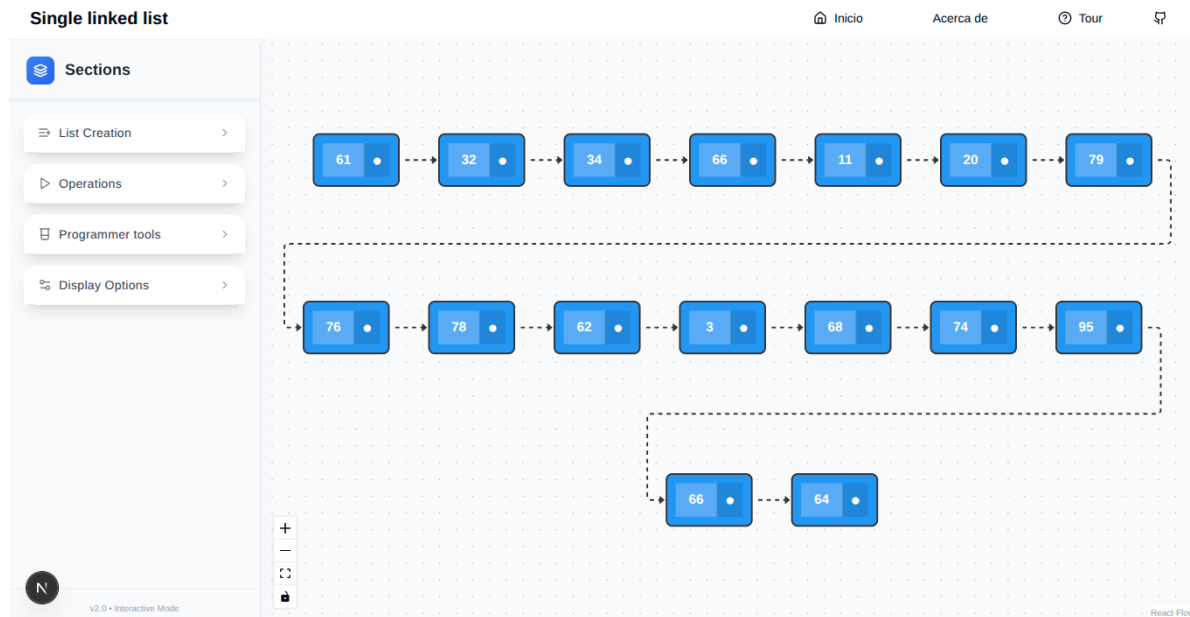 Single linked list
Inicio
Acerca de
Tour
Sections
List Creation
Operations
Programmer tools
Display Options
61 32 34 66 11 20 79
76 78 62 3 68 74 95
66 64
N
v2.0 • Interactive Mode
React Flow